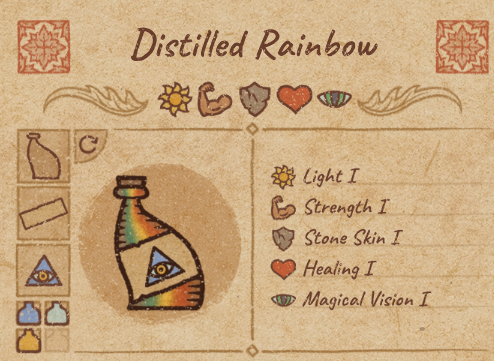 Distilled Rainbow
Light I
Strength I
Stone Skin I
Healing I
Magical Vision I